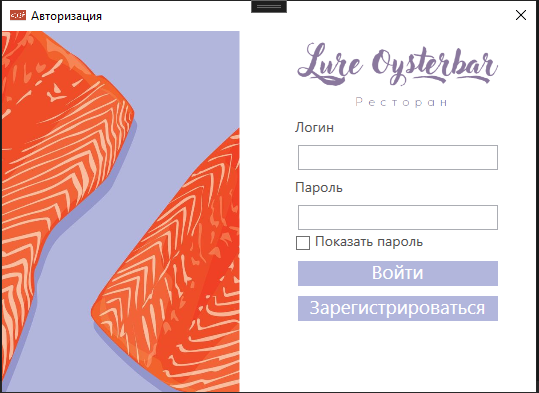 Авторизация
Lure Oysterbar
Ресторан
Логин
Пароль
Показать пароль
Войти
Зарегистрироваться